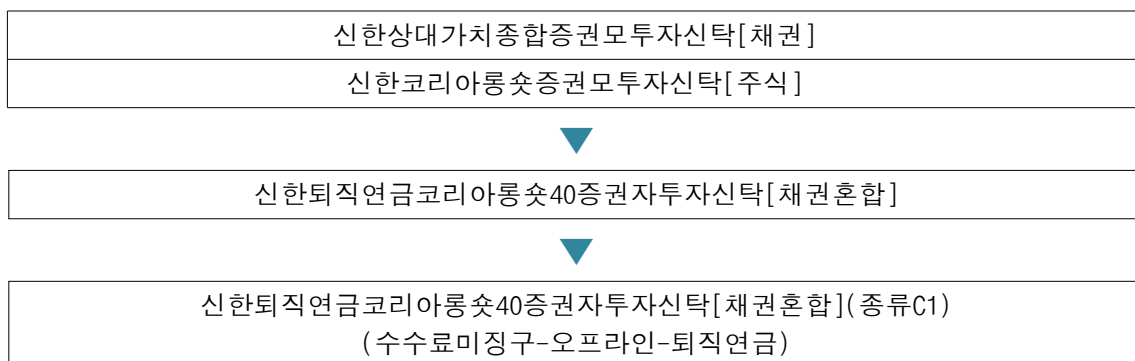 신한상대가치종합증권모투자신탁[채권]
신한코리아롱숏증권모투자신탁[주식]
신한퇴직연금코리아롱숏40증권자투자신탁[채권혼합]
신한퇴직연금코리아롱숏40증권자투자신탁[채권혼합](종류C1)
(수수료미징구-오프라인-퇴직연금)